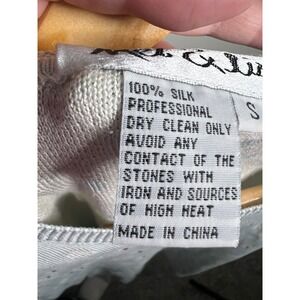 S
100% SILK
PROFESSIONAL
DRY CLEAN ONLY
AVOID ANY
CONTACT OF THE
STONES WITH
IRON AND SOURCES
OF HIGH HEAT
MADE IN CHINA